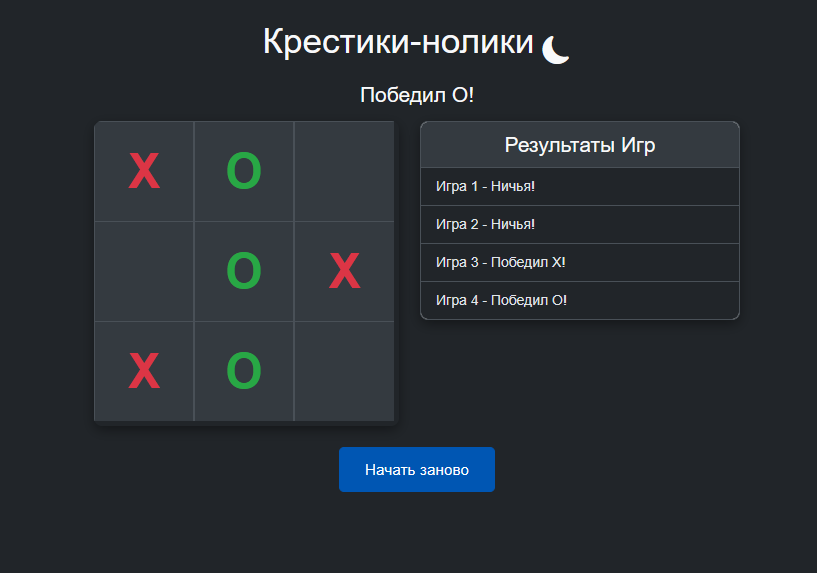 Крестики-нолики
Победил O!
X O
O X
X O
Результаты Игр
Игра 1 - Ничья!
Игра 2 - Ничья!
Игра 3 - Победил X!
Игра 4 - Победил O!
Начать заново